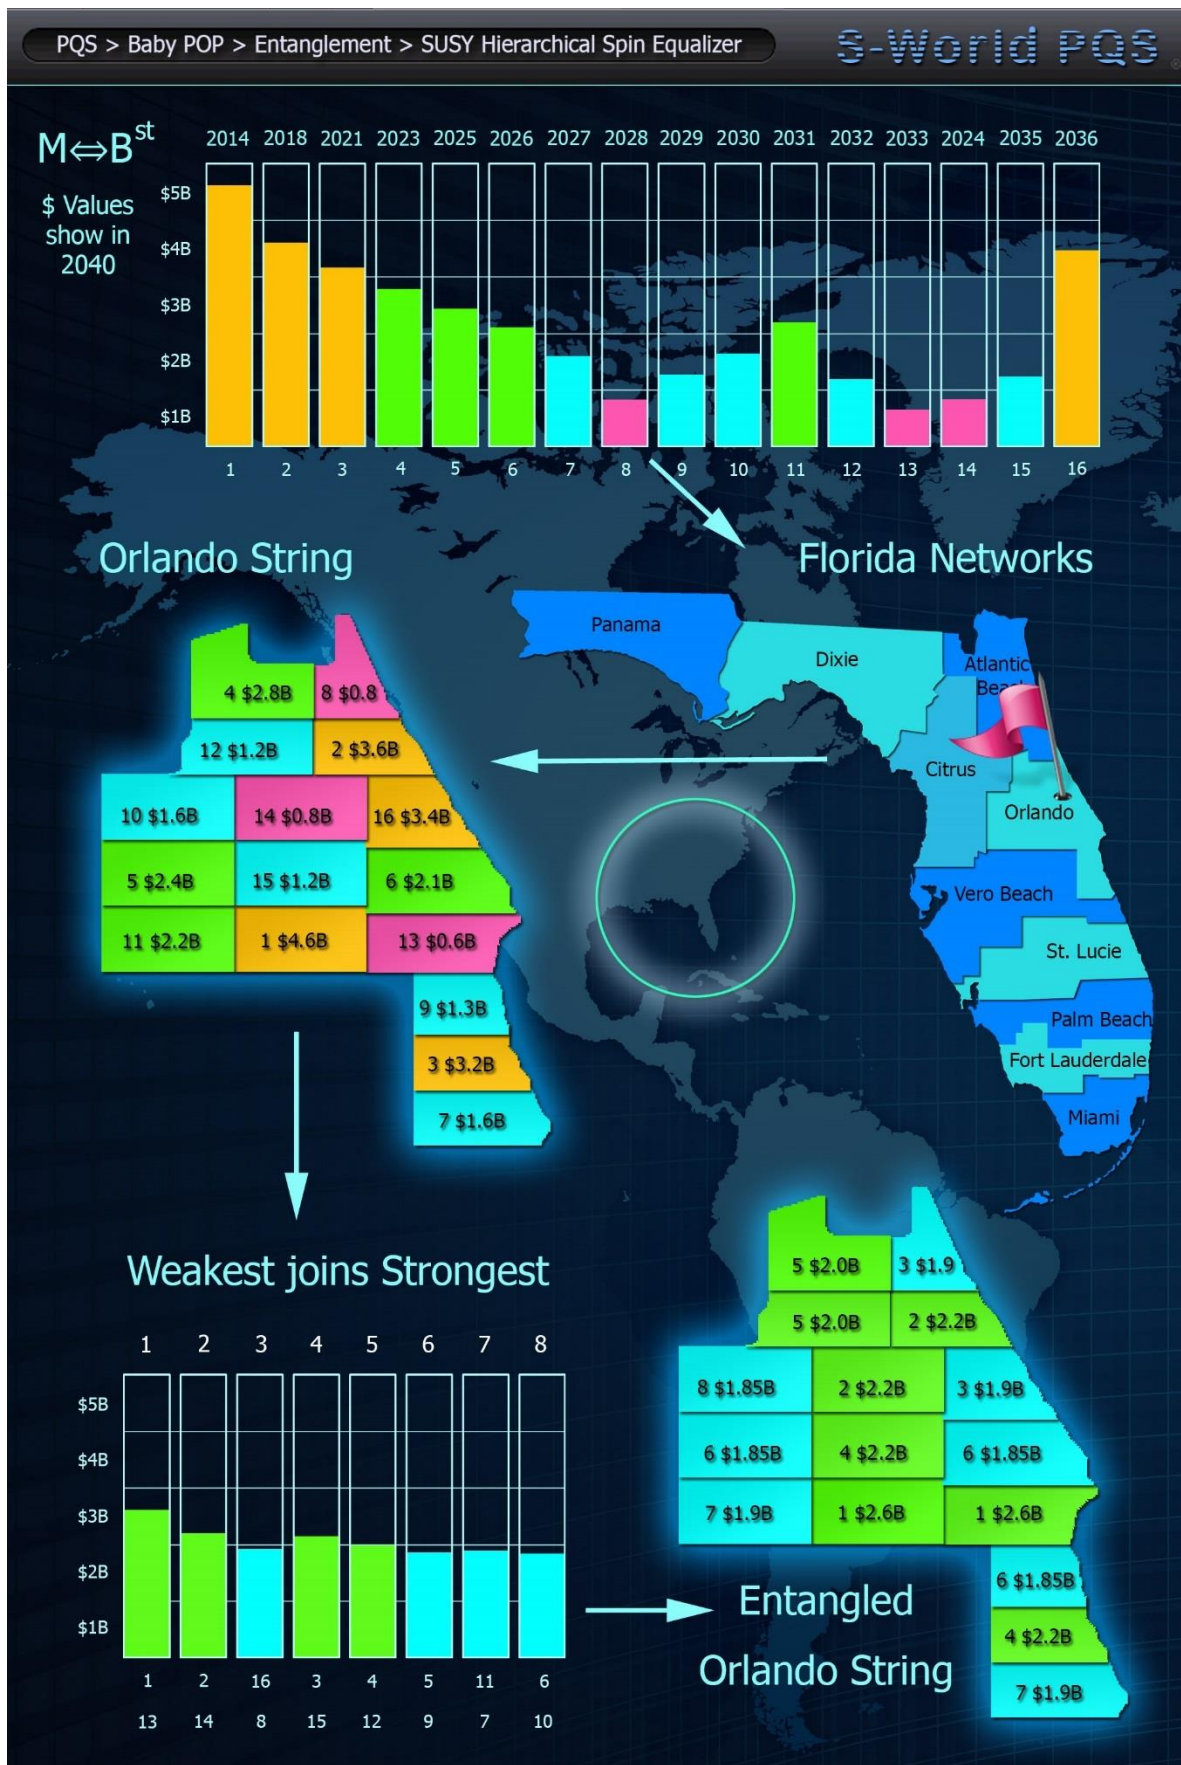 PQS > Baby POP > Entanglement > SUSY Hierarchical Spin Equalizer
S-World PQS
®
M⇔Bˢᵗ
2014 2018 2021 2023 2025 2026 2027 2028 2029 2030 2031 2032 2033 2024 2035 2036
$ Values
show in
2040
$5B
$4B
$3B
$2B
$1B
1 2 3 4 5 6 7 8 9 10 11 12 13 14 15 16
Orlando String
Florida Networks
Panama
Dixie
Atlantic
Citrus
Orlando
Vero Beach
St. Lucie
Palm Beach
Fort Lauderdale
Miami
4 $2.8B 8 $0.8
12 $1.2B 2 $3.6B
10 $1.6B 14 $0.8B 16 $3.4B
5 $2.4B 15 $1.2B 6 $2.1B
11 $2.2B 1 $4.6B 13 $0.6B
9 $1.3B
3 $3.2B
7 $1.6B
Weakest joins Strongest
1 2 3 4 5 6 7 8
$5B
$4B
$3B
$2B
$1B
1 2 16 3 4 5 11 6
13 14 8 15 12 9 7 10
5 $2.0B 3 $1.9
5 $2.0B 2 $2.2B
8 $1.85B 2 $2.2B 3 $1.9B
6 $1.85B 4 $2.2B 6 $1.85B
7 $1.9B 1 $2.6B 1 $2.6B
6 $1.85B
4 $2.2B
7 $1.9B
Entangled
Orlando String